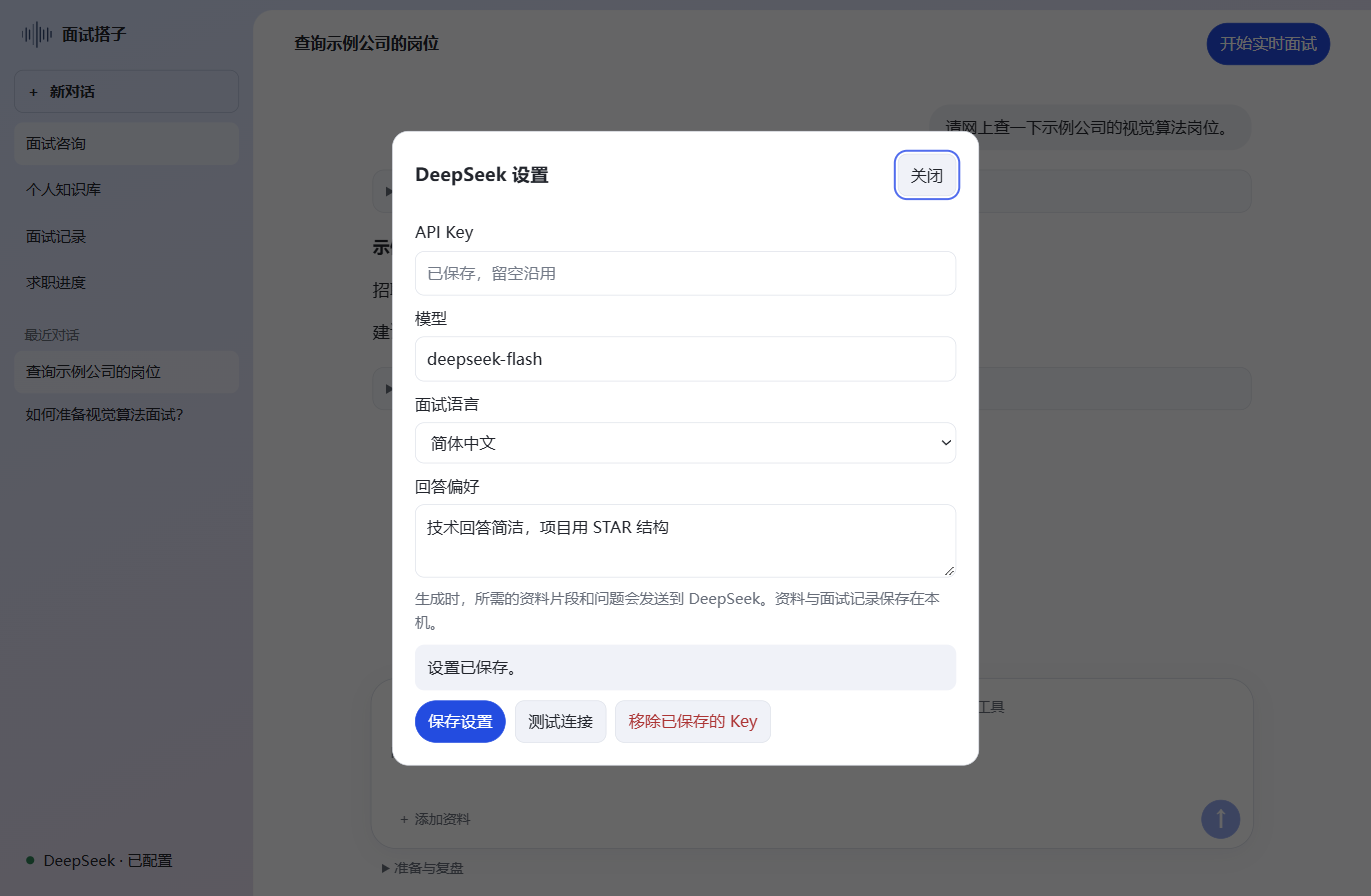 面试搭子
+ 新对话
面试咨询
个人知识库
面试记录
求职进度
最近对话
查询示例公司的岗位
如何准备视觉算法面试?
DeepSeek · 已配置
查询示例公司的岗位
开始实时面试
请网上查一下示例公司的视觉算法岗位。
DeepSeek 设置
关闭
API Key
已保存，留空沿用
模型
deepseek-flash
面试语言
简体中文
回答偏好
技术回答简洁，项目用 STAR 结构
生成时，所需的资料片段和问题会发送到 DeepSeek。资料与面试记录保存在本
机。
设置已保存。
保存设置
测试连接
移除已保存的 Key
工具
+ 添加资料
准备与复盘